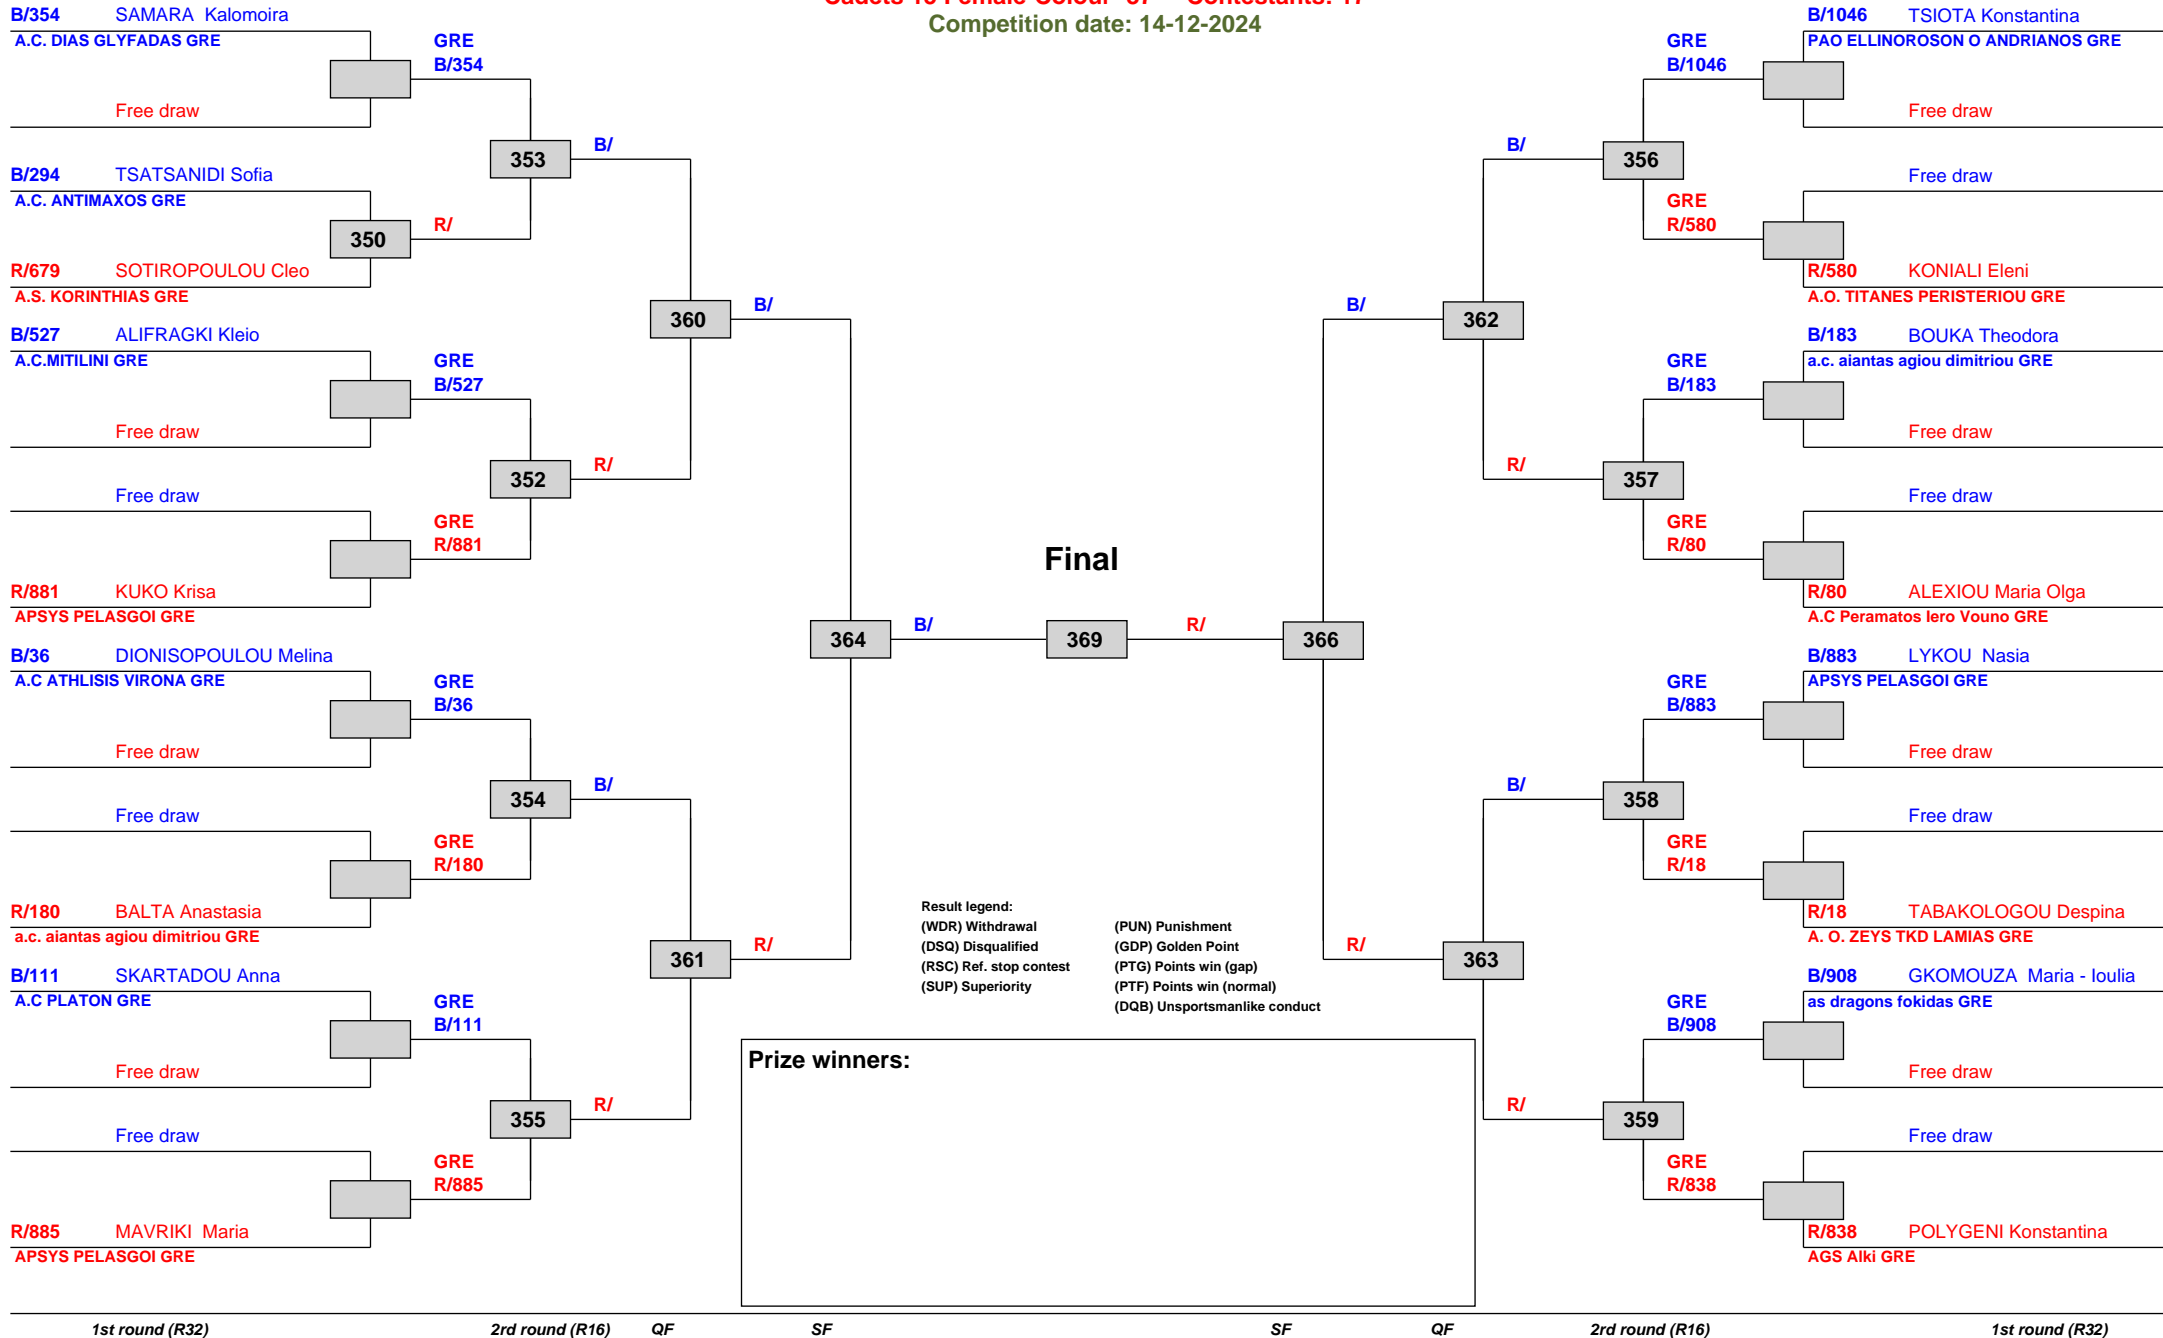 Competition date: 14-12-2024
B/354 SAMARA Kalomoira
A.C. DIAS GLYFADAS GRE
GRE
B/354
Free draw
353
B/
B/294 TSATSANIDI Sofia
A.C. ANTIMAXOS GRE
350
R/
R/679 SOTIROPOULOU Cleo
A.S. KORINTHIAS GRE
360
B/
B/527 ALIFRAGKI Kleio
A.C.MITILINI GRE
GRE
B/527
Free draw
352
R/
Free draw
GRE
R/881
R/881 KUKO Krisa
APSYS PELASGOI GRE
364
B/
B/36 DIONISOPOULOU Melina
A.C ATHLISIS VIRONA GRE
GRE
B/36
Free draw
354
B/
Free draw
GRE
R/180
R/180 BALTA Anastasia
a.c. aiantas agiou dimitriou GRE
361
R/
B/111 SKARTADOU Anna
A.C PLATON GRE
GRE
B/111
Free draw
355
R/
Free draw
GRE
R/885
R/885 MAVRIKI Maria
APSYS PELASGOI GRE
Final
369
R/
366
B/1046 TSIOTA Konstantina
PAO ELLINOROSON O ANDRIANOS GRE
GRE
B/1046
Free draw
B/
356
Free draw
GRE
R/580
R/580 KONIALI Eleni
A.O. TITANES PERISTERIOU GRE
B/
362
B/183 BOUKA Theodora
a.c. aiantas agiou dimitriou GRE
GRE
B/183
Free draw
R/
357
Free draw
GRE
R/80
R/80 ALEXIOU Maria Olga
A.C Peramatos Iero Vouno GRE
B/883 LYKOU Nasia
APSYS PELASGOI GRE
GRE
B/883
Free draw
B/
358
Free draw
GRE
R/18
R/18 TABAKOLOGOU Despina
A. O. ZEYS TKD LAMIAS GRE
R/
363
B/908 GKOMOUZA Maria - Ioulia
as dragons fokidas GRE
GRE
B/908
Free draw
R/
359
Free draw
GRE
R/838
R/838 POLYGENI Konstantina
AGS Alki GRE
Result legend:
(WDR) Withdrawal (PUN) Punishment
(DSQ) Disqualified (GDP) Golden Point
(RSC) Ref. stop contest (PTG) Points win (gap)
(SUP) Superiority (PTF) Points win (normal)
(DQB) Unsportsmanlike conduct
Prize winners:
1st round (R32) 2rd round (R16) QF SF SF QF 2rd round (R16) 1st round (R32)